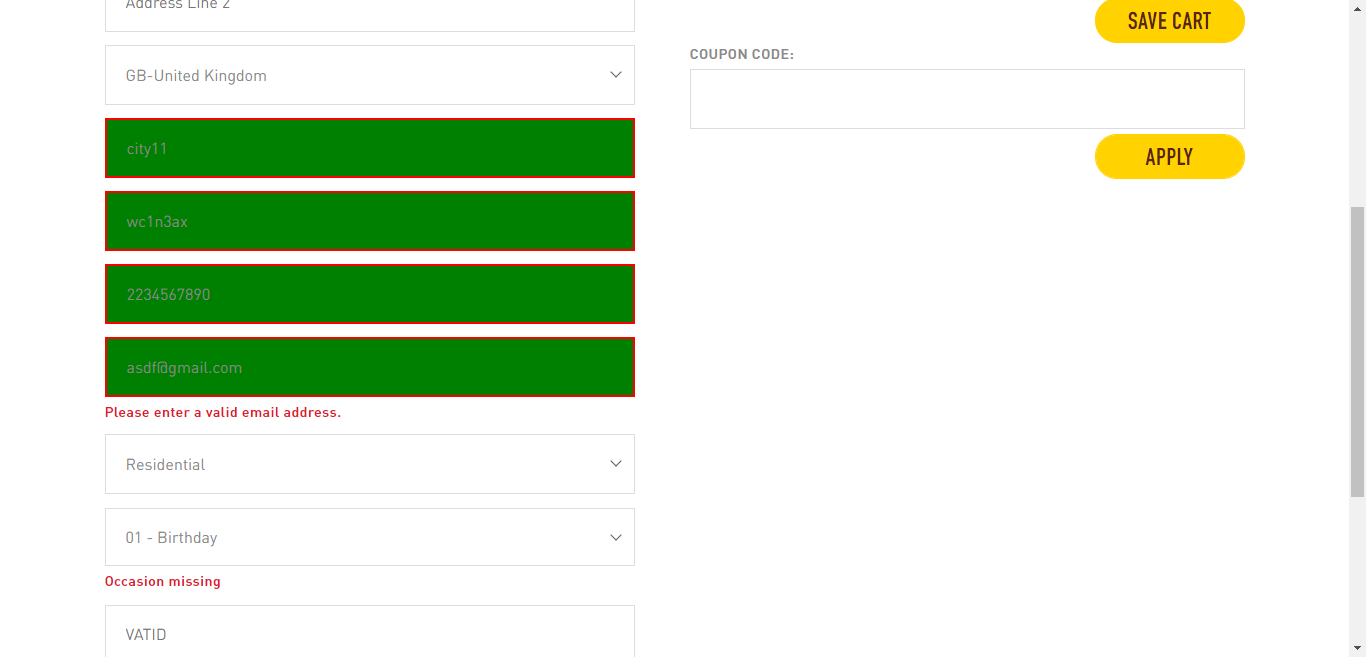 Address Line 2
GB-United Kingdom
city11
wc1n3ax
2234567890
asdf@gmail.com
Please enter a valid email address.
Residential
01 - Birthday
Occasion missing
VATID
SAVE CART
COUPON CODE:
APPLY